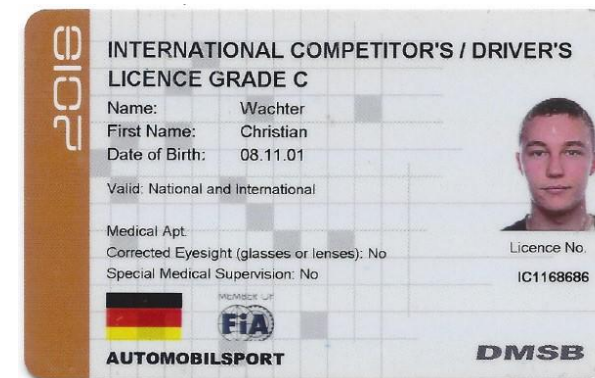 2018
INTERNATIONAL COMPETITOR'S / DRIVER'S
LICENCE GRADE C
Name: Wachter
First Name: Christian
Date of Birth: 08.11.01
Valid: National and International
Medical Apt.
Corrected Eyesight (glasses or lenses): No
Special Medical Supervision: No
Licence No.
IC1168686
MEMBER OF
FiA
AUTOMOBILSPORT
DMSB